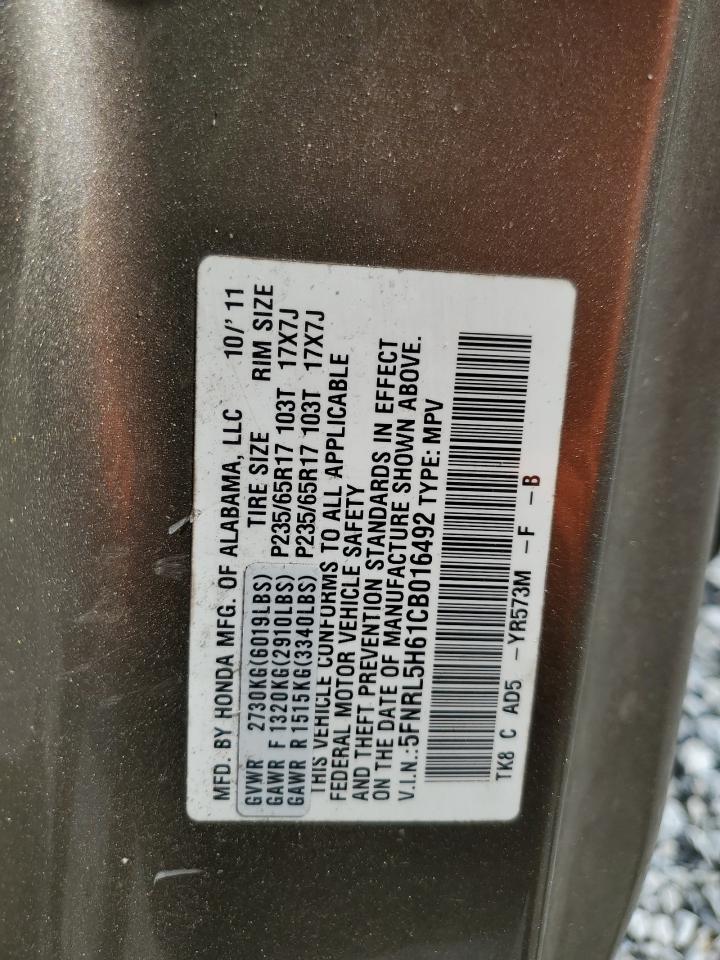 MFD. BY HONDA MFG. OF ALABAMA, LLC 10/' 11
TIRE SIZE RIM SIZE
GVWR 2730KG(6019LBS)
GAWR F 1320KG(2910LBS) P235/65R17 103T 17X7J
GAWR R 1515KG(3340LBS) P235/65R17 103T 17X7J
THIS VEHICLE CONFORMS TO ALL APPLICABLE
FEDERAL MOTOR VEHICLE SAFETY
AND THEFT PREVENTION STANDARDS IN EFFECT
ON THE DATE OF MANUFACTURE SHOWN ABOVE.
V.I.N.:5FNRL5H61CB016492 TYPE: MPV
TK8 C AD5 -YR573M -F -B